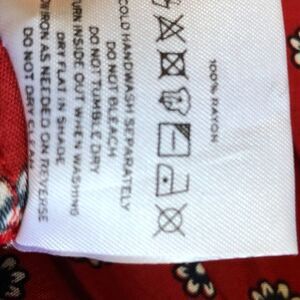 100% RAYON
COLD HANDWASH SEPARATELY
DO NOT BLEACH
DO NOT TUMBLE DRY
TURN INSIDE OUT WHEN WASHING
DRY FLAT IN SHADE
IRON AS NEEDED ON REVERSE
DO NOT DRY CLEAN